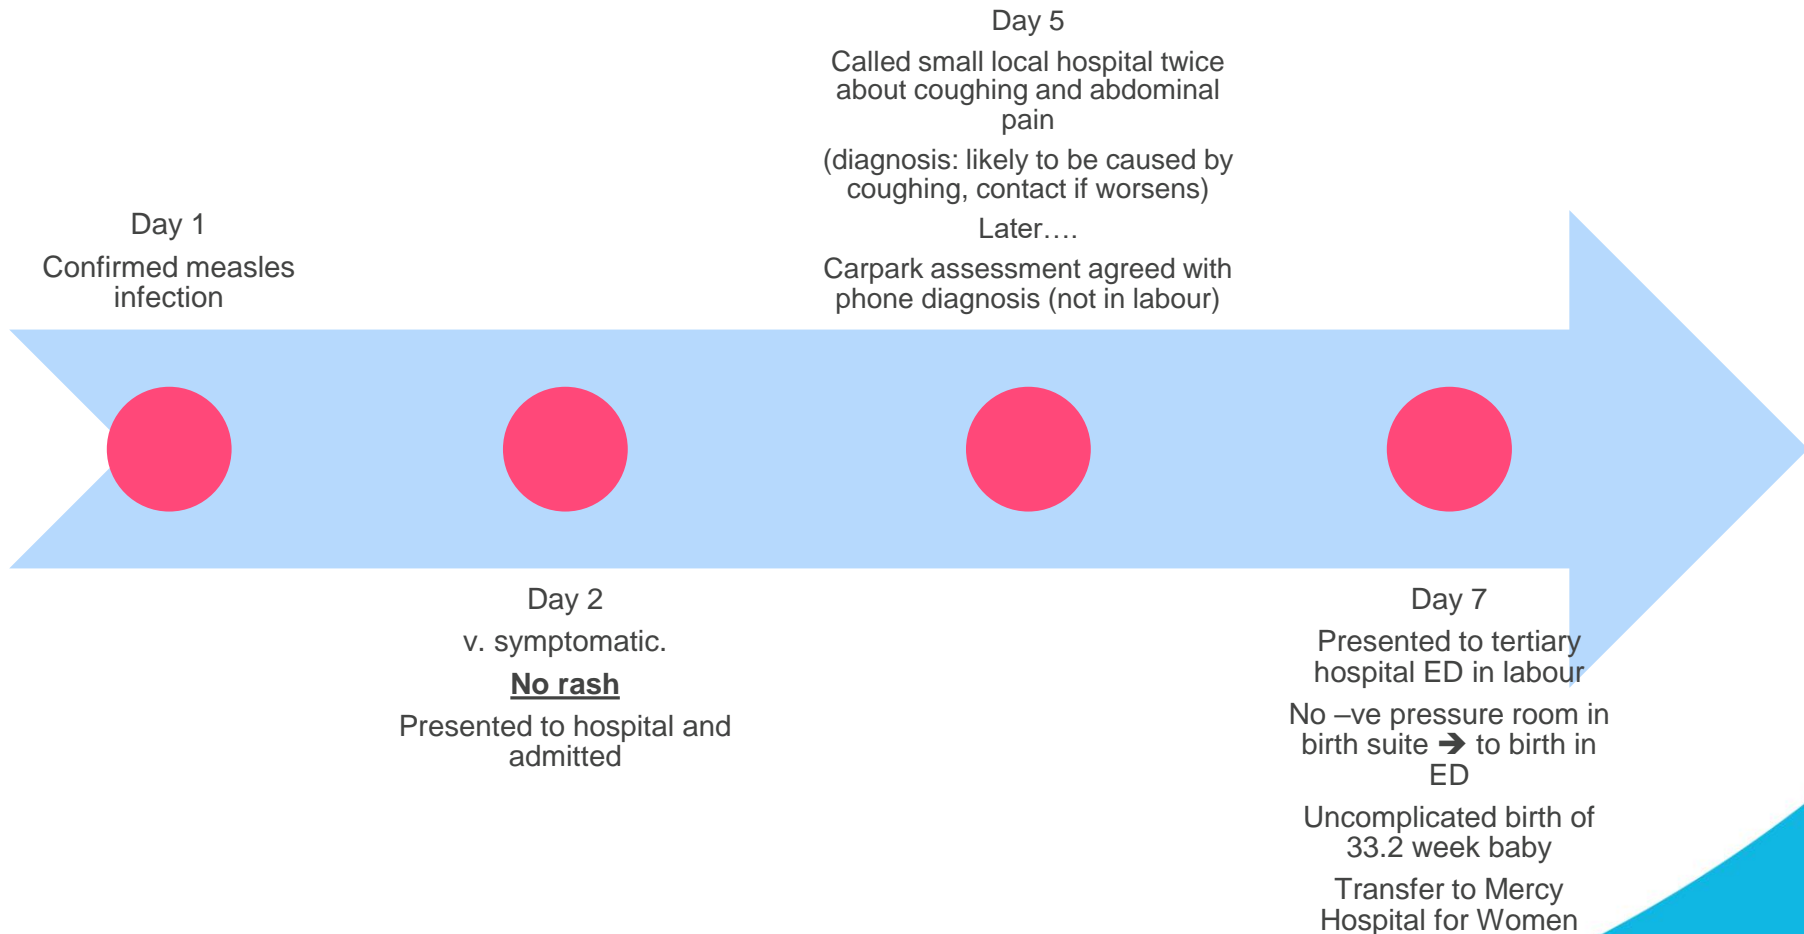 Day 1
Confirmed measles
infection
Day 2
v. symptomatic.
No rash
Presented to hospital and
admitted
Day 5
Called small local hospital twice
about coughing and abdominal
pain
(diagnosis: likely to be caused by
coughing, contact if worsens)
Later….
Carpark assessment agreed with
phone diagnosis (not in labour)
Day 7
Presented to tertiary
hospital ED in labour
No –ve pressure room in
birth suite ➔ to birth in
ED
Uncomplicated birth of
33.2 week baby
Transfer to Mercy
Hospital for Women